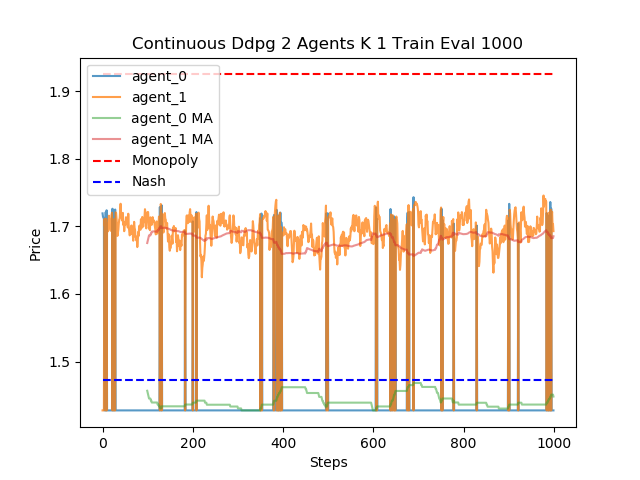 Continuous Ddpg 2 Agents K 1 Train Eval 1000
agent_0
agent_1
agent_0 MA
agent_1 MA
Monopoly
Nash
1.9
1.8
1.7
1.6
1.5
Price
0
200
400
600
800
1000
Steps